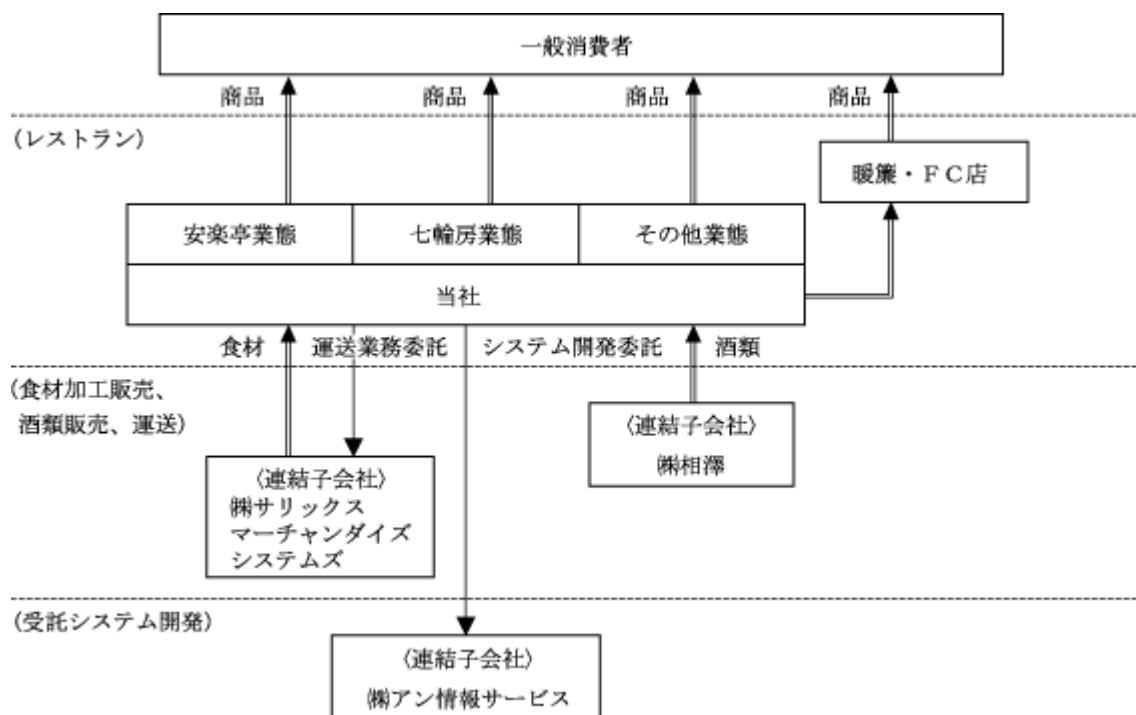 一般消費者
商品
商品
商品
商品
(レストラン)
暖簾・ＦＣ店
安楽亭業態
七輪房業態
その他業態
当社
食材
運送業務委託
システム開発委託
酒類
(食材加工販売、
酒類販売、運送)
〈連結子会社〉
㈱相澤
〈連結子会社〉
㈱サリックス
マーチャンダイズ
システムズ
(受託システム開発)
〈連結子会社〉
㈱アン情報サービス